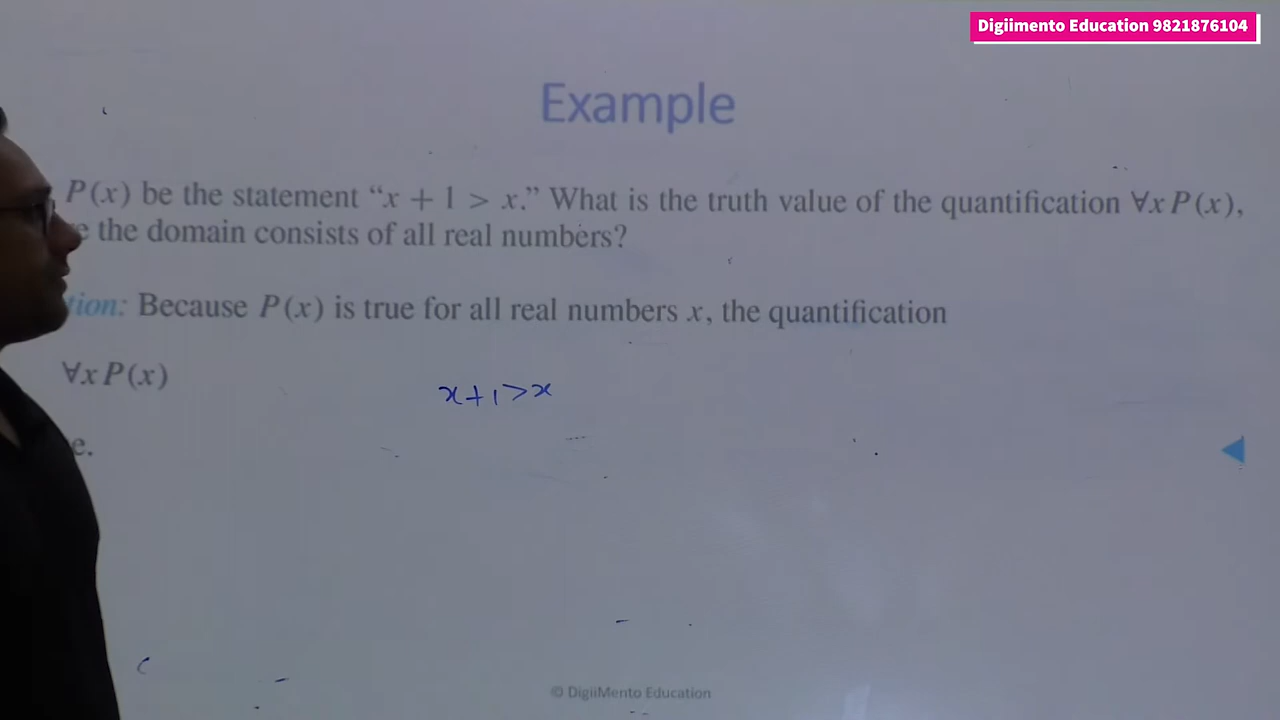 Digiimento Education 9821876104
Example
P(x) be the statement “x + 1 > x.” What is the truth value of the quantification ∀x P(x),
the domain consists of all real numbers?
Because P(x) is true for all real numbers x, the quantification
∀x P(x)
x+1>x
© DigiiMento Education